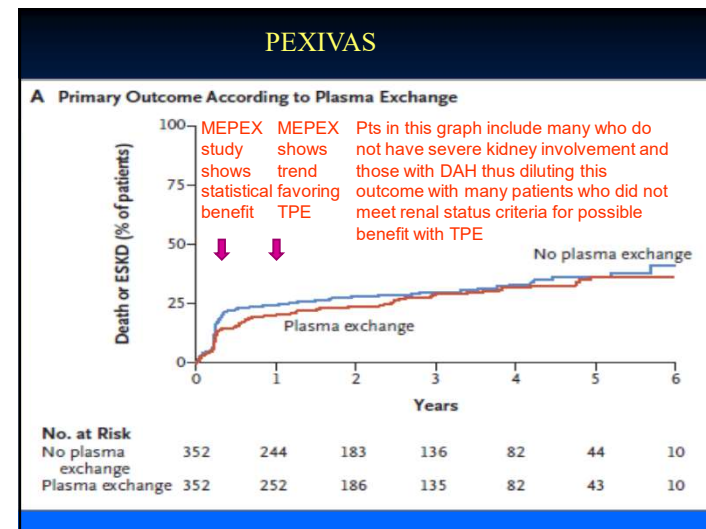 PEXIVAS
A Primary Outcome According to Plasma Exchange
Death or ESKD (% of patients)
100
75
50
25
0
MEPEX
study
shows
statistical
benefit
MEPEX
shows
trend
favoring
TPE
Pts in this graph include many who do
not have severe kidney involvement and
those with DAH thus diluting this
outcome with many patients who did not
meet renal status criteria for possible
benefit with TPE
No plasma exchange
Plasma exchange
0 1 2 3 4 5 6
Years
No. at Risk
No plasma 352 244 183 136 82 44 10
exchange
Plasma exchange 352 252 186 135 82 43 10